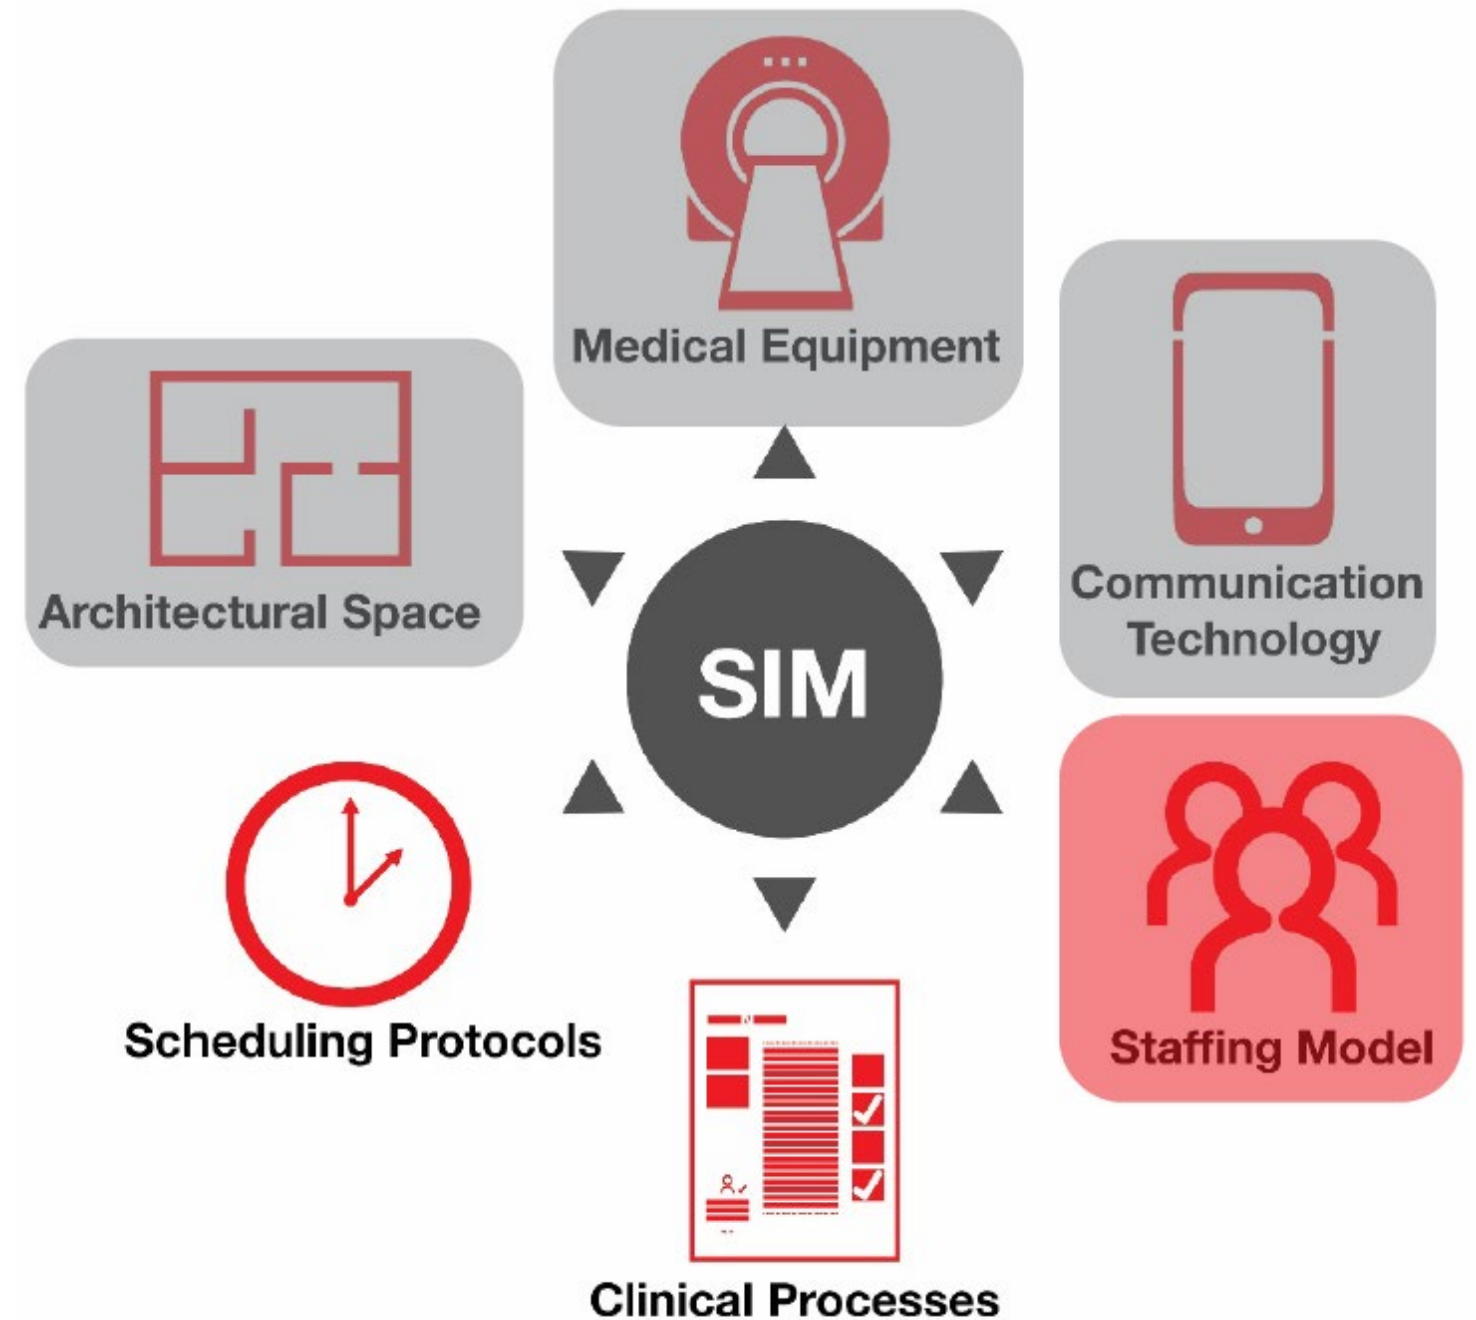 Medical Equipment
Communication
Technology
Architectural Space
SIM
Scheduling Protocols
Staffing Model
Clinical Processes